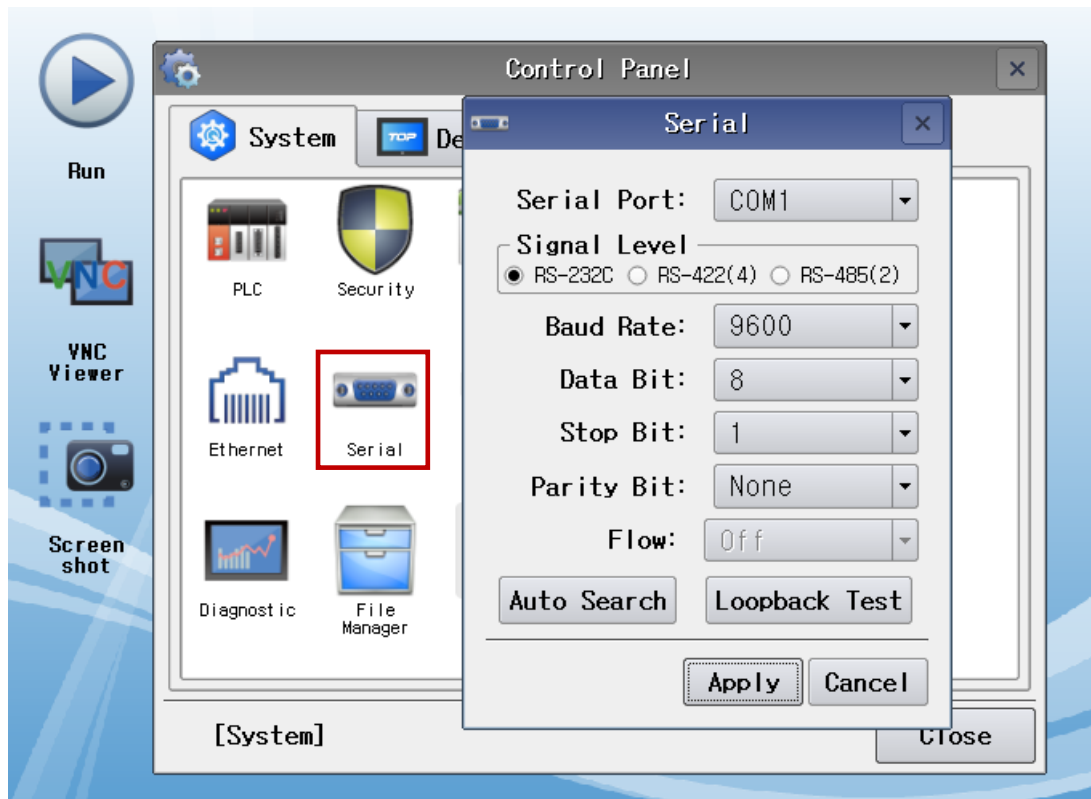 Control Panel
Run
VNC
VNC
Viewer
Screen
shot
System
TOP
De
PLC
Security
Ethernet
Serial
Diagnostic
File
Manager
[System]
Close
Serial
Serial Port:
COM1
Signal Level
RS-232C
RS-422(4)
RS-485(2)
Baud Rate:
9600
Data Bit:
8
Stop Bit:
1
Parity Bit:
None
Flow:
Off
Auto Search
Loopback Test
Apply
Cancel